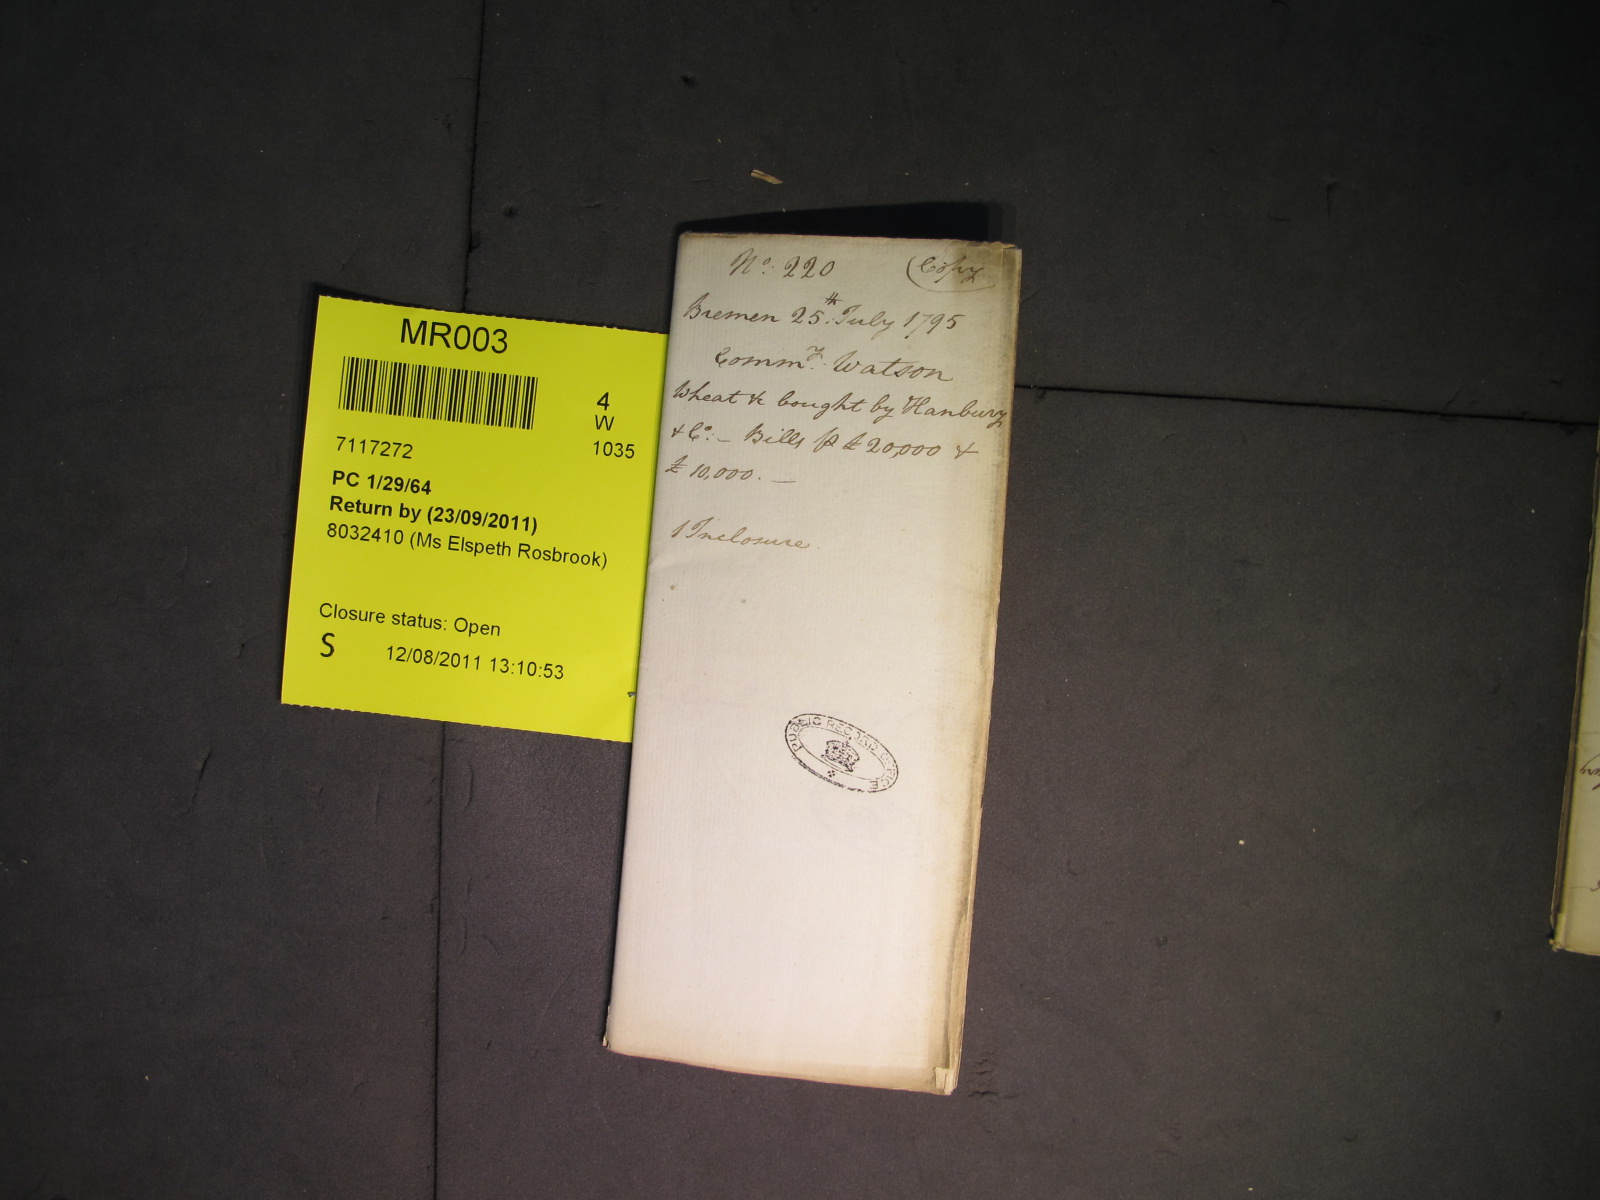 MR003
4
W
7117272
1035
PC 1/29/64
Return by (23/09/2011)
8032410 (Ms Elspeth Rosbrook)
Closure status: Open
S
12/08/2011 13:10:53
No. 220
(Copy
Bremen 25th. July 1795
Commy. Watson
Wheat &c bought by Hanbury
& Co. – Bills pr £20,000 &
£10,000. —
1 Inclosure
PUBLIC RECORD OFFICE